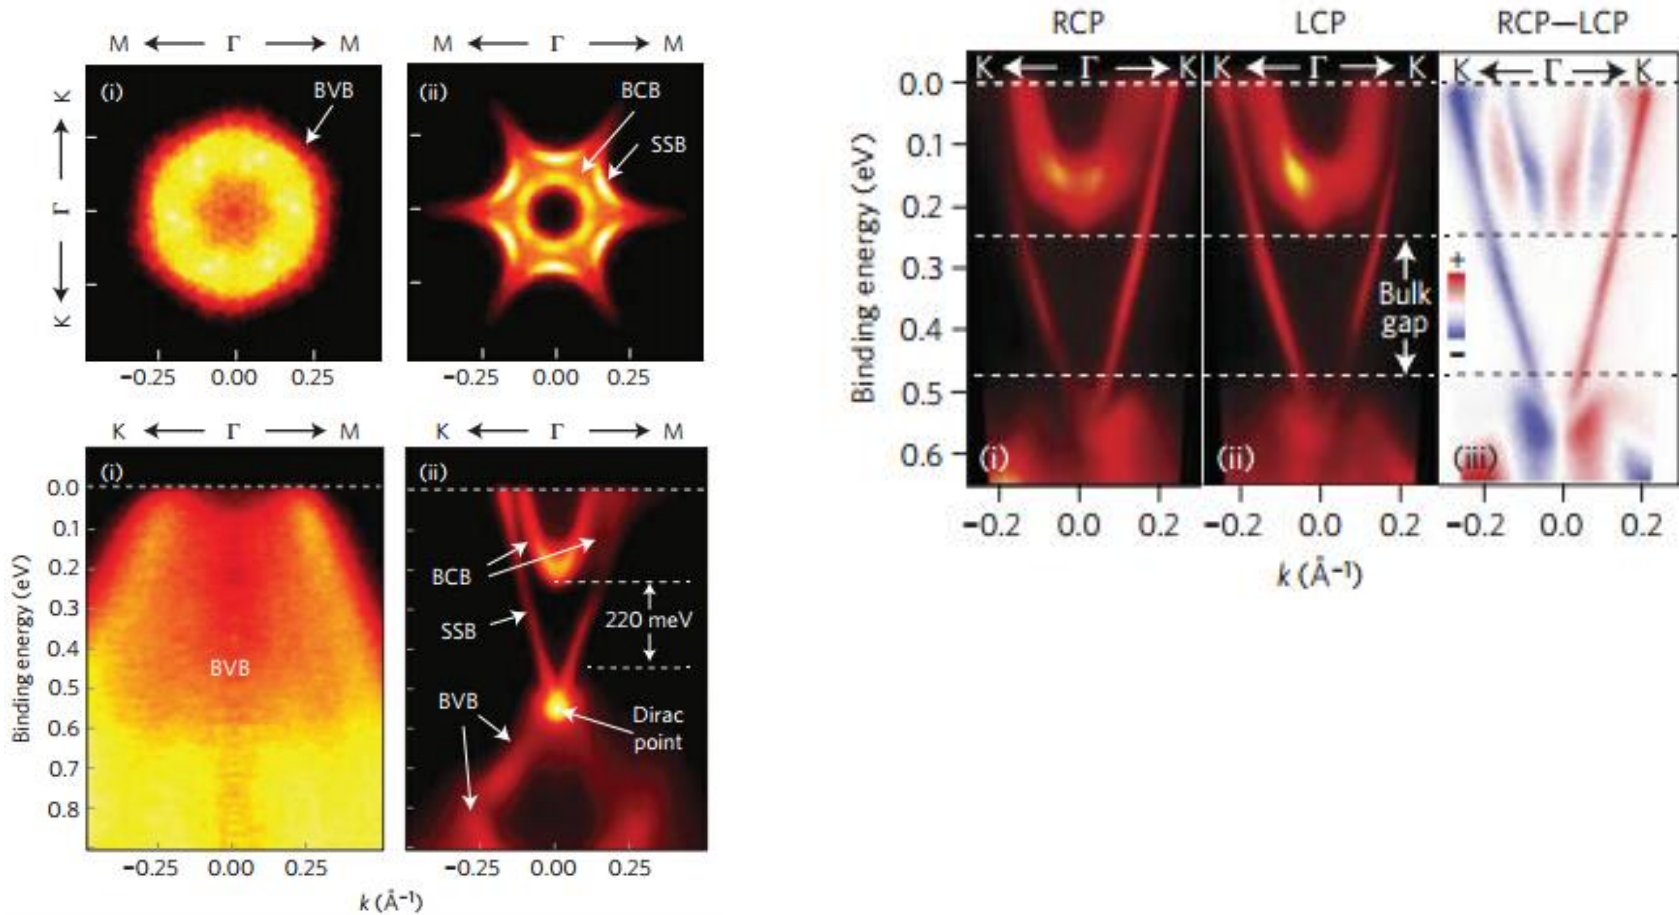 M ← Γ → M
M ← Γ → M
(i)
BVB
(ii)
BCB
SSB
K ← Γ → K
−0.25 0.00 0.25
−0.25 0.00 0.25
K ← Γ → M
K ← Γ → M
Binding energy (eV)
0.0
0.1
0.2
0.3
0.4
0.5
0.6
0.7
0.8
(i)
BVB
(ii)
BCB
SSB
220 meV
BVB
Dirac
point
−0.25 0.00 0.25
−0.25 0.00 0.25
k (Å⁻¹)
RCP
LCP
RCP—LCP
K ← Γ → K
K ← Γ → K
K ← Γ → K
Binding energy (eV)
0.0
0.1
0.2
0.3
0.4
0.5
0.6
Bulk
gap
+
−
(i)
(ii)
(iii)
−0.2 0.0 0.2
−0.2 0.0 0.2
−0.2 0.0 0.2
k (Å⁻¹)